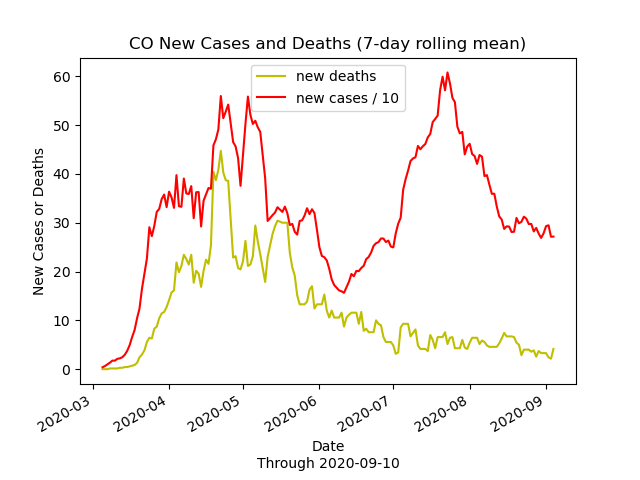 CO New Cases and Deaths (7-day rolling mean)
new deaths
new cases / 10
60
50
40
30
20
10
0
New Cases or Deaths
2020-03
2020-04
2020-05
2020-06
2020-07
2020-08
2020-09
Date
Through 2020-09-10